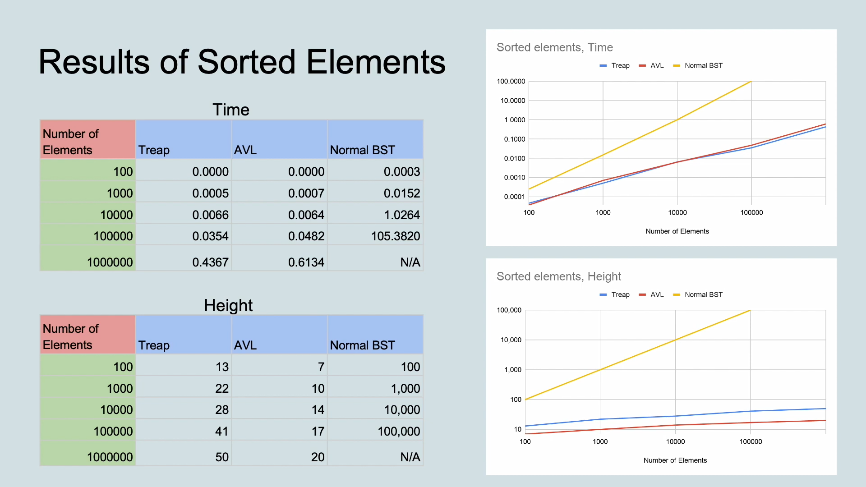 Results of Sorted Elements
Time
Number of
Elements Treap AVL Normal BST
100 0.0000 0.0000 0.0003
1000 0.0005 0.0007 0.0152
10000 0.0066 0.0064 1.0264
100000 0.0354 0.0482 105.3820
1000000 0.4367 0.6134 N/A
Height
Number of
Elements Treap AVL Normal BST
100 13 7 100
1000 22 10 1,000
10000 28 14 10,000
100000 41 17 100,000
1000000 50 20 N/A
Sorted elements, Time
Treap AVL Normal BST
100.0000
10.0000
1.0000
0.1000
0.0100
0.0010
0.0001
100 1000 10000 100000
Number of Elements
Sorted elements, Height
Treap AVL Normal BST
100,000
10,000
1,000
100
10
100 1000 10000 100000
Number of Elements